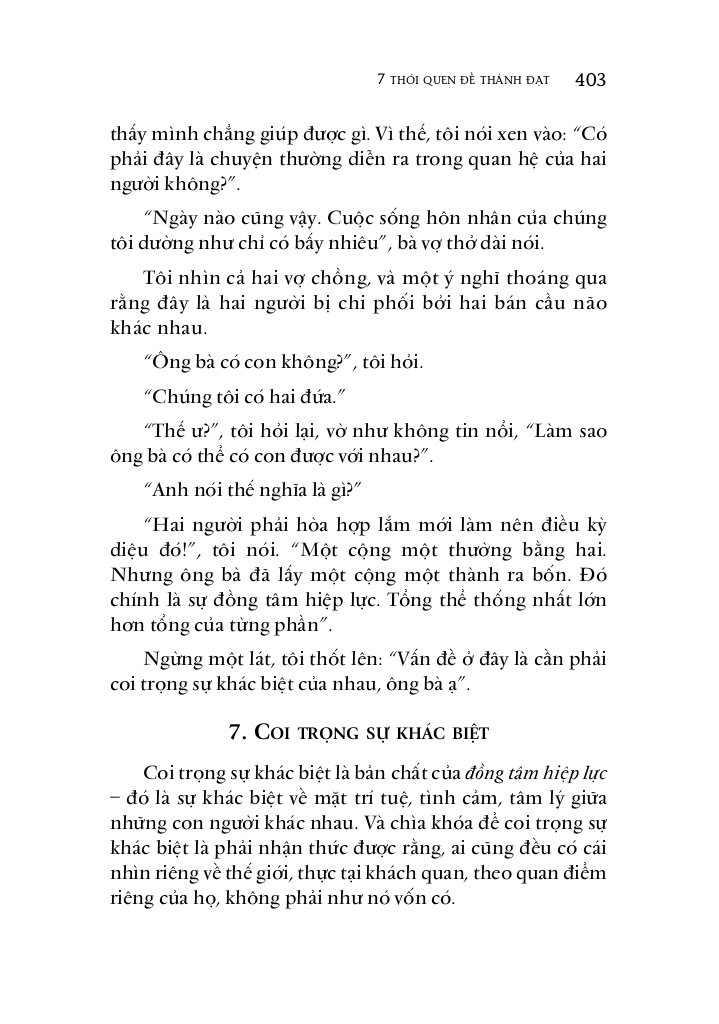 7 THÓI QUEN ĐỂ THÀNH ĐẠT 403
thấy mình chẳng giúp được gì. Vì thế, tôi nói xen vào: “Có
phải đây là chuyện thường diễn ra trong quan hệ của hai
người không?”.
“Ngày nào cũng vậy. Cuộc sống hôn nhân của chúng
tôi dường như chỉ có bấy nhiêu”, bà vợ thở dài nói.
Tôi nhìn cả hai vợ chồng, và một ý nghĩ thoáng qua
rằng đây là hai người bị chi phối bởi hai bán cầu não
khác nhau.
“Ông bà có con không?”, tôi hỏi.
“Chúng tôi có hai đứa.”
“Thế ư?”, tôi hỏi lại, vờ như không tin nổi, “Làm sao
ông bà có thể có con được với nhau?”.
“Anh nói thế nghĩa là gì?”
“Hai người phải hòa hợp lắm mới làm nên điều kỳ
diệu đó!”, tôi nói. “Một cộng một thường bằng hai.
Nhưng ông bà đã lấy một cộng một thành ra bốn. Đó
chính là sự đồng tâm hiệp lực. Tổng thể thống nhất lớn
hơn tổng của từng phần”.
Ngừng một lát, tôi thốt lên: “Vấn đề ở đây là cần phải
coi trọng sự khác biệt của nhau, ông bà ạ”.
7. COI TRỌNG SỰ KHÁC BIỆT
Coi trọng sự khác biệt là bản chất của đồng tâm hiệp lực
– đó là sự khác biệt về mặt trí tuệ, tình cảm, tâm lý giữa
những con người khác nhau. Và chìa khóa để coi trọng sự
khác biệt là phải nhận thức được rằng, ai cũng đều có cái
nhìn riêng về thế giới, thực tại khách quan, theo quan điểm
riêng của họ, không phải như nó vốn có.